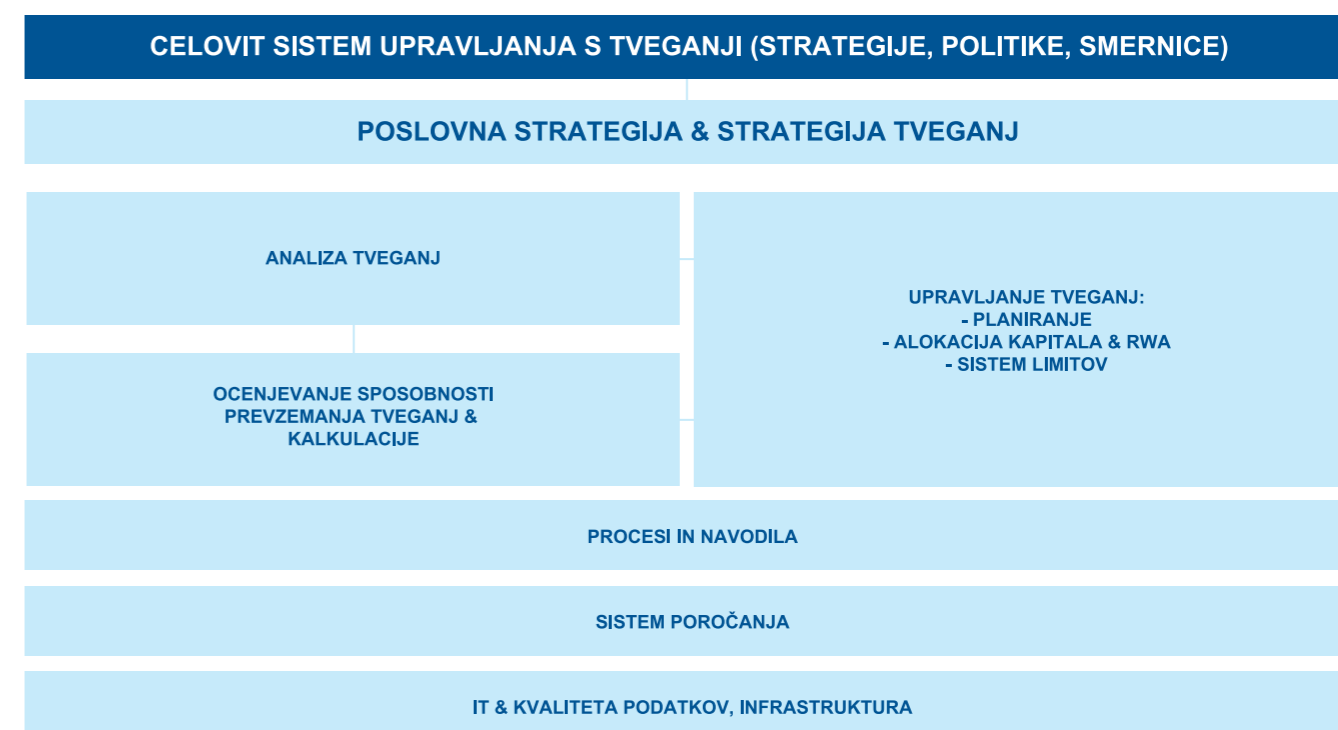 CELOVIT SISTEM UPRAVLJANJA S TVEGANJI (STRATEGIJE, POLITIKE, SMERNICE)
POSLOVNA STRATEGIJA & STRATEGIJA TVEGANJ
ANALIZA TVEGANJ
OCENJEVANJE SPOSOBNOSTI
PREVZEMANJA TVEGANJ &
KALKULACIJE
UPRAVLJANJE TVEGANJ:
- PLANIRANJE
- ALOKACIJA KAPITALA & RWA
- SISTEM LIMITOV
PROCESI IN NAVODILA
SISTEM POROČANJA
IT & KVALITETA PODATKOV, INFRASTRUKTURA